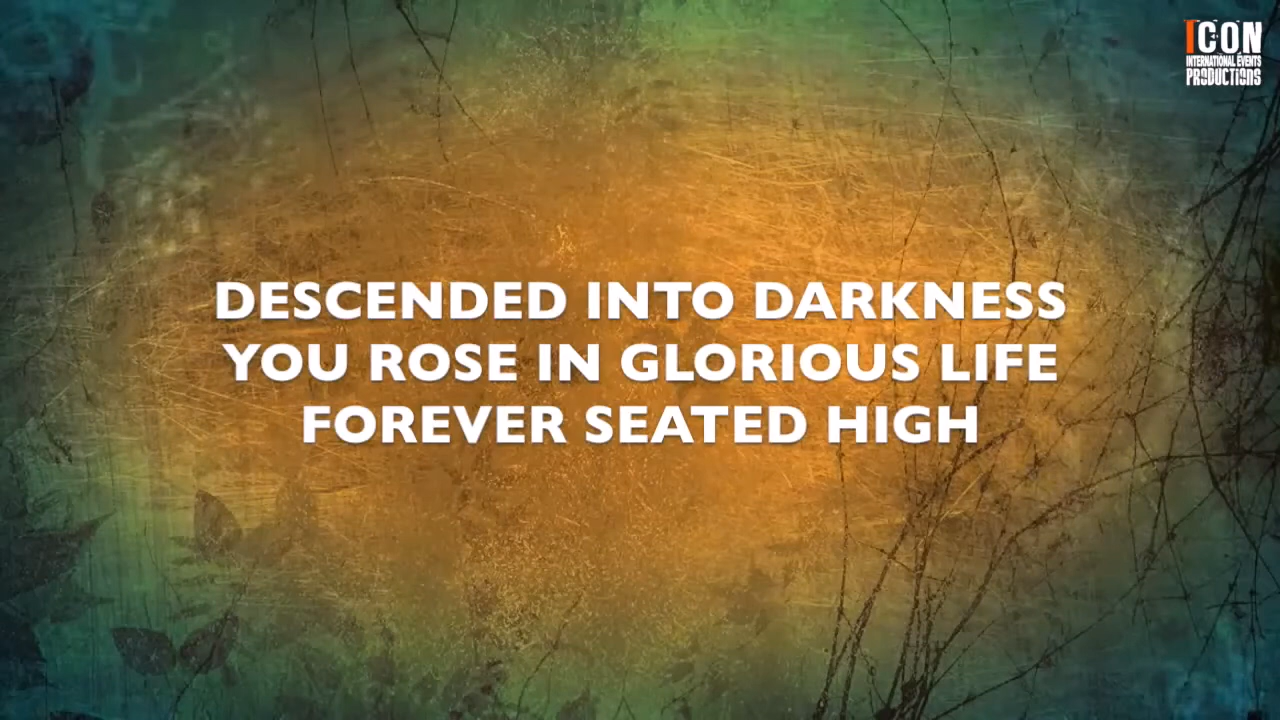 ICON
INTERNATIONAL EVENTS
PRODUCTIONS
DESCENDED INTO DARKNESS
YOU ROSE IN GLORIOUS LIFE
FOREVER SEATED HIGH